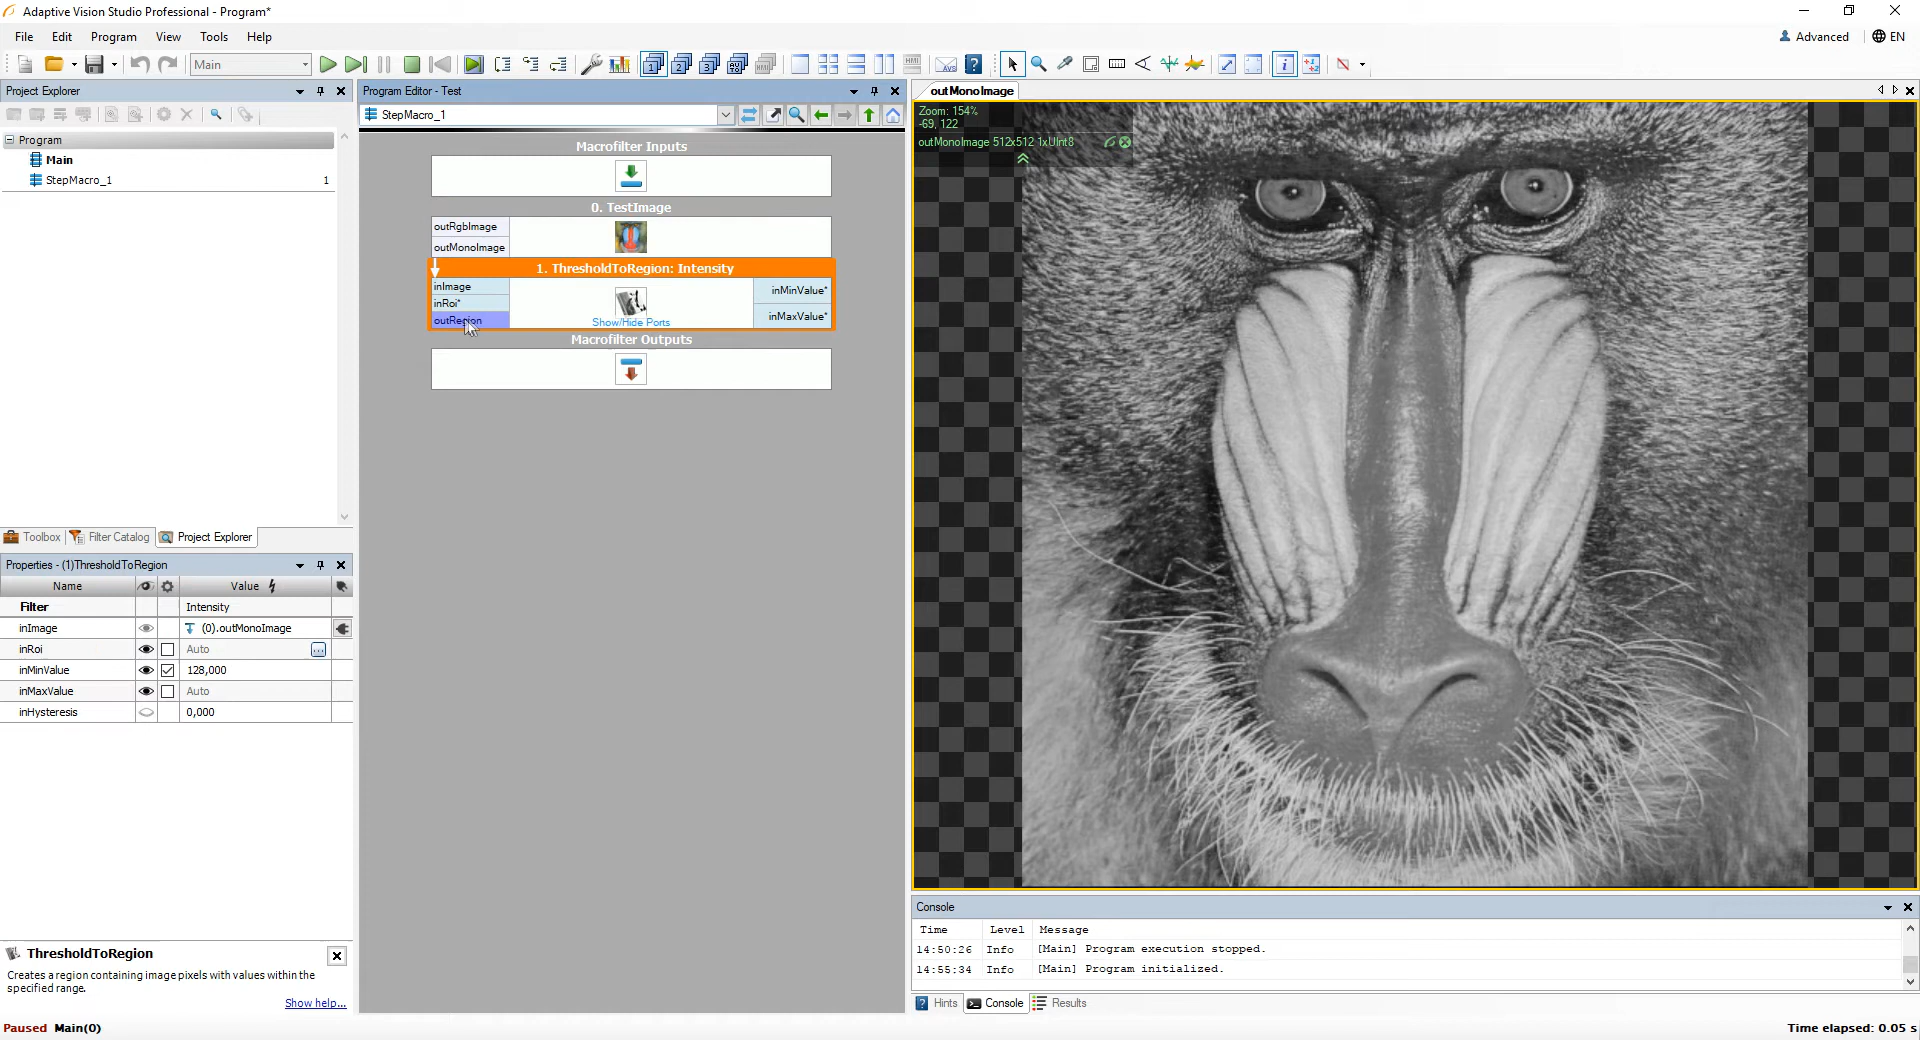 Adaptive Vision Studio Professional - Program*
File Edit Program View Tools Help
Advanced EN
Main
1 2 3 HMI AVS ? i
Project Explorer
Program
Main
StepMacro_1 1
Toolbox Filter Catalog Project Explorer
Properties - (1)ThresholdToRegion
Name Value
Filter Intensity
inImage (0).outMonoImage
inRoi Auto ...
inMinValue 128,000
inMaxValue Auto
inHysteresis 0,000
ThresholdToRegion
Creates a region containing image pixels with values within the
specified range.
Show help...
Program Editor - Test
StepMacro_1
Macrofilter Inputs
0. TestImage
outRgbImage
outMonoImage
1. ThresholdToRegion: Intensity
inImage
inRoi*
outRegion
inMinValue*
inMaxValue*
Show/Hide Ports
Macrofilter Outputs
outMonoImage
Zoom: 154%
-69, 122
outMonoImage 512x512 1xUInt8
Console
Time Level Message
14:50:26 Info [Main] Program execution stopped.
14:55:34 Info [Main] Program initialized.
? Hints Console Results
Paused Main(0)
Time elapsed: 0.05 s